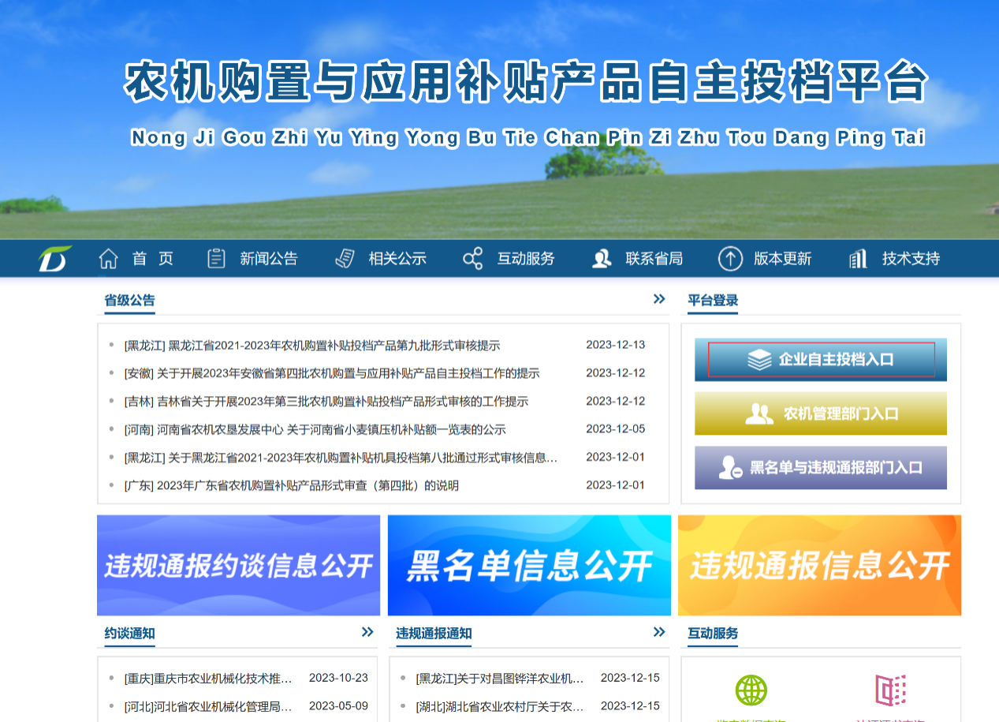 农机购置与应用补贴产品自主投档平台
Nong Ji Gou Zhi Yu Ying Yong Bu Tie Chan Pin Zi Zhu Tou Dang Ping Tai
首 页 新闻公告 相关公示 互动服务 联系省局 版本更新 技术支持
省级公告
[黑龙江] 黑龙江省2021-2023年农机购置补贴投档产品第九批形式审核提示 2023-12-13
[安徽] 关于开展2023年安徽省第四批农机购置与应用补贴产品自主投档工作的提示 2023-12-12
[吉林] 吉林省关于开展2023年第三批农机购置补贴投档产品形式审核的工作提示 2023-12-12
[河南] 河南省农机农垦发展中心 关于河南省小麦镇压机补贴额一览表的公示 2023-12-05
[黑龙江] 关于黑龙江省2021-2023年农机购置补贴机具投档第八批通过形式审核信息... 2023-12-01
[广东] 2023年广东省农机购置补贴产品形式审查（第四批）的说明 2023-12-01
平台登录
企业自主投档入口
农机管理部门入口
黑名单与违规通报部门入口
违规通报约谈信息公开
黑名单信息公开
违规通报信息公开
约谈通知
[重庆]重庆市农业机械化技术推... 2023-10-23
[河北]河北省农业机械化管理局... 2023-05-09
违规通报通知
[黑龙江]关于对昌图铧洋农业机... 2023-12-15
[湖北]湖北省农业农村厅关于农... 2023-12-15
互动服务